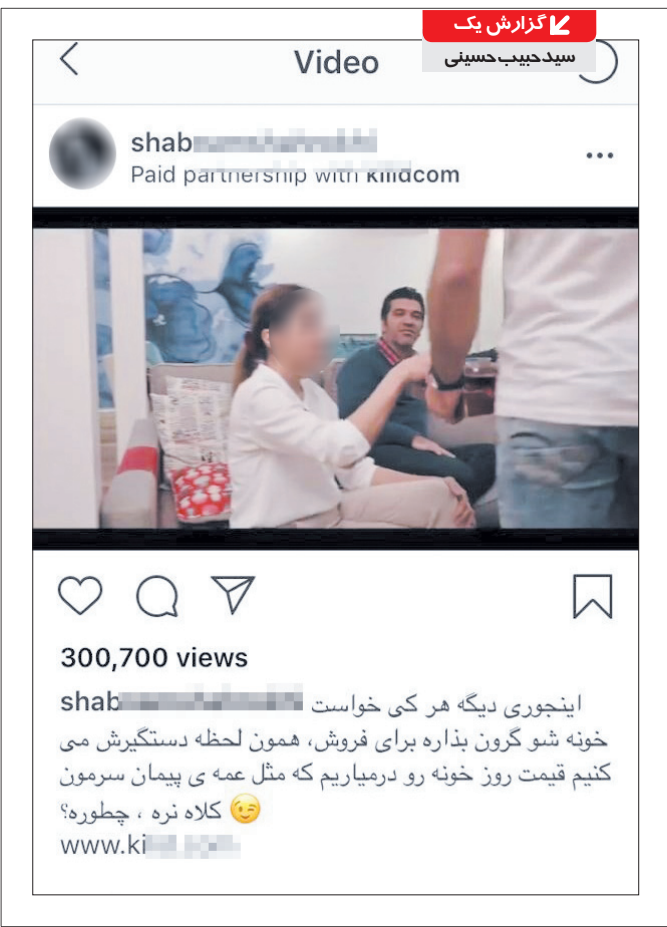 گزارش یک
سید حبیب حسینی
Video
shab
Paid partnership with killdcom
300,700 views
shab اینجوری دیگه هر کی خواست
خونه شو گرون بذاره برای فروش، همون لحظه دستگیرش می
کنیم قیمت روز خونه رو درمیاریم که مثل عمه ی پیمان سرمون
😉 کلاه نره ، چطوره؟
www.ki